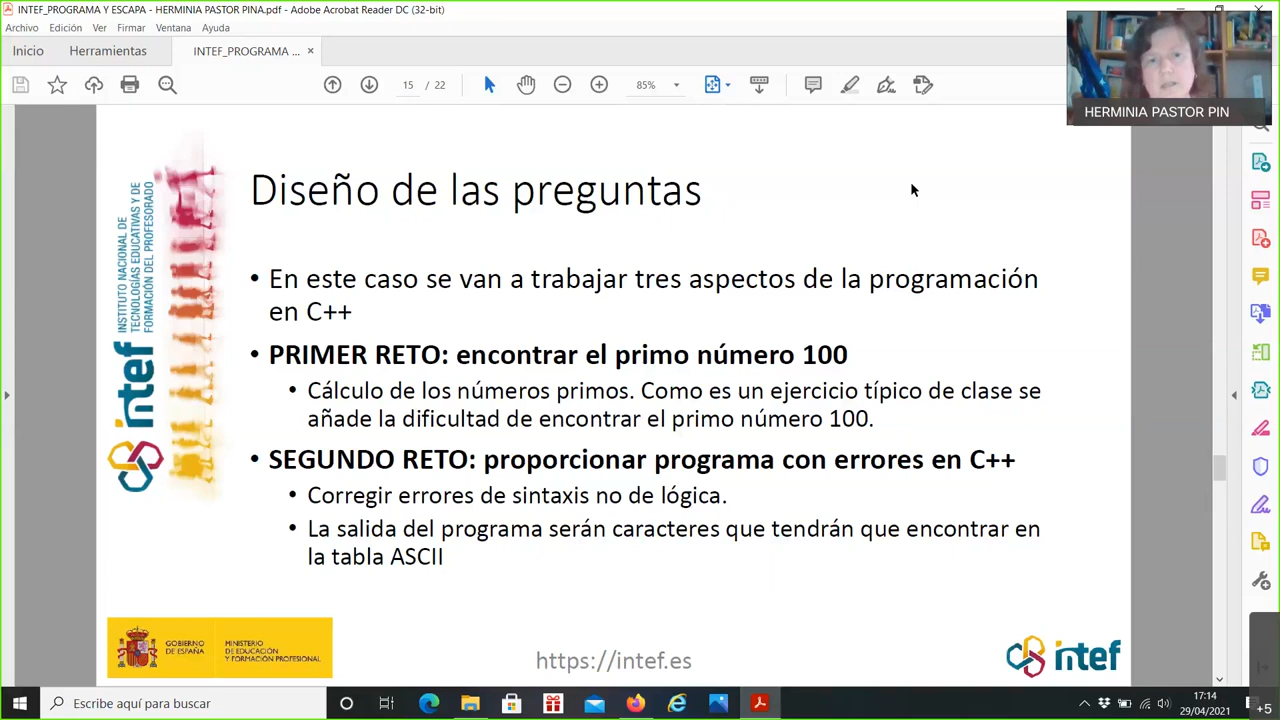 INTEF_PROGRAMA Y ESCAPA - HERMINIA PASTOR PINA.pdf - Adobe Acrobat Reader DC (32-bit)
Archivo Edición Ver Firmar Ventana Ayuda
Inicio Herramientas INTEF_PROGRAMA ... ×
15 / 22 85%
HERMINIA PASTOR PIN
INSTITUTO NACIONAL DE
TECNOLOGÍAS EDUCATIVAS Y DE
FORMACIÓN DEL PROFESORADO
intef
Diseño de las preguntas
• En este caso se van a trabajar tres aspectos de la programación
en C++
• PRIMER RETO: encontrar el primo número 100
• Cálculo de los números primos. Como es un ejercicio típico de clase se
añade la dificultad de encontrar el primo número 100.
• SEGUNDO RETO: proporcionar programa con errores en C++
• Corregir errores de sintaxis no de lógica.
• La salida del programa serán caracteres que tendrán que encontrar en
la tabla ASCII
GOBIERNO
DE ESPAÑA
MINISTERIO
DE EDUCACIÓN
Y FORMACIÓN PROFESIONAL
https://intef.es
intef
Escribe aquí para buscar
17:14
29/04/2021
+5